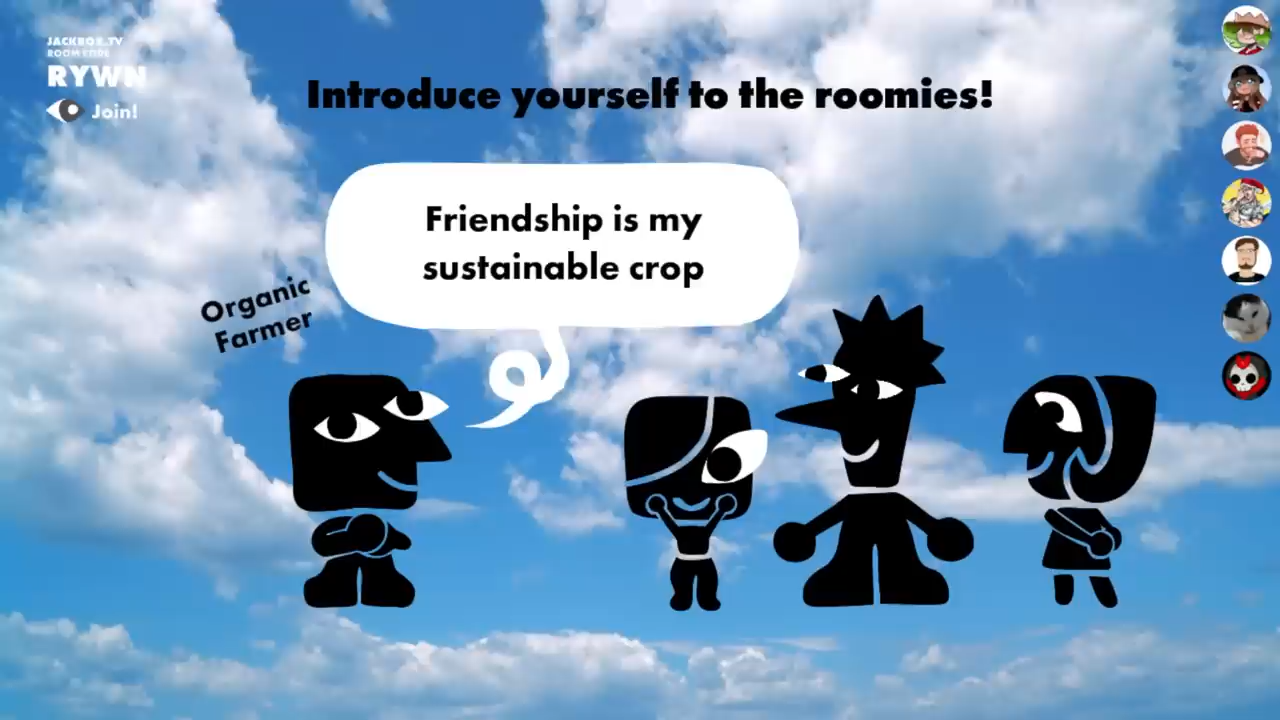 JACKBOX.TV
ROOM CODE
RYWN
Join!
Introduce yourself to the roomies!
Friendship is my
sustainable crop
Organic
Farmer